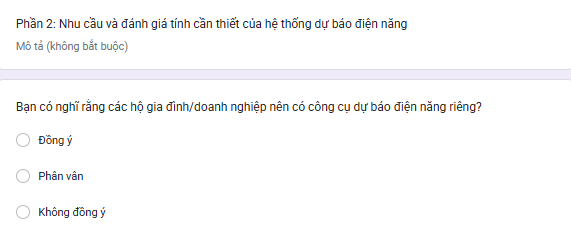 Phần 2: Nhu cầu và đánh giá tính cần thiết của hệ thống dự báo điện năng
Mô tả (không bắt buộc)
Bạn có nghĩ rằng các hộ gia đình/doanh nghiệp nên có công cụ dự báo điện năng riêng?
Đồng ý
Phân vân
Không đồng ý